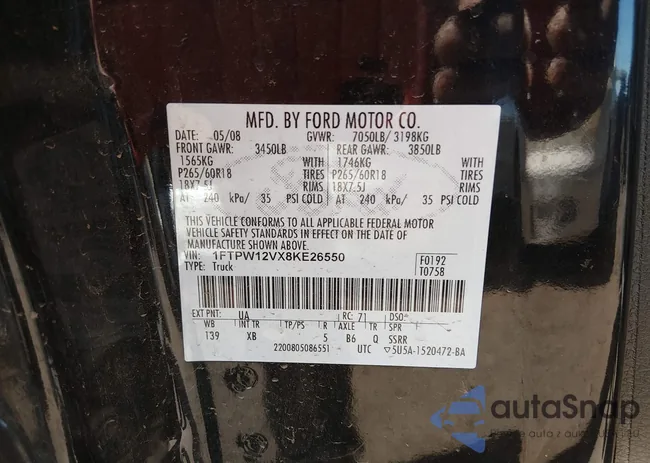 MFD. BY FORD MOTOR CO.
DATE: 05/08 GVWR: 7050LB/ 3198KG
FRONT GAWR: 3450LB REAR GAWR: 3850LB
1565KG WITH 1746KG WITH
P265/60R18 TIRES P265/60R18 TIRES
18X7.5J RIMS 18X7.5J RIMS
AT 240 kPa/ 35 PSI COLD AT 240 kPa/ 35 PSI COLD
THIS VEHICLE CONFORMS TO ALL APPLICABLE FEDERAL MOTOR
VEHICLE SAFETY STANDARDS IN EFFECT ON THE DATE OF
MANUFACTURE SHOWN ABOVE.
VIN: 1FTPW12VX8KE26550 F0192
TYPE: Truck T0758
EXT PNT: UA RC: 71 DSO:
WB INT TR TP/PS R AXLE TR SPR
139 XB 5 B6 Q SSRR
2200805086551 UTC ▽5U5A-1520472-BA
autaSnap
auta z